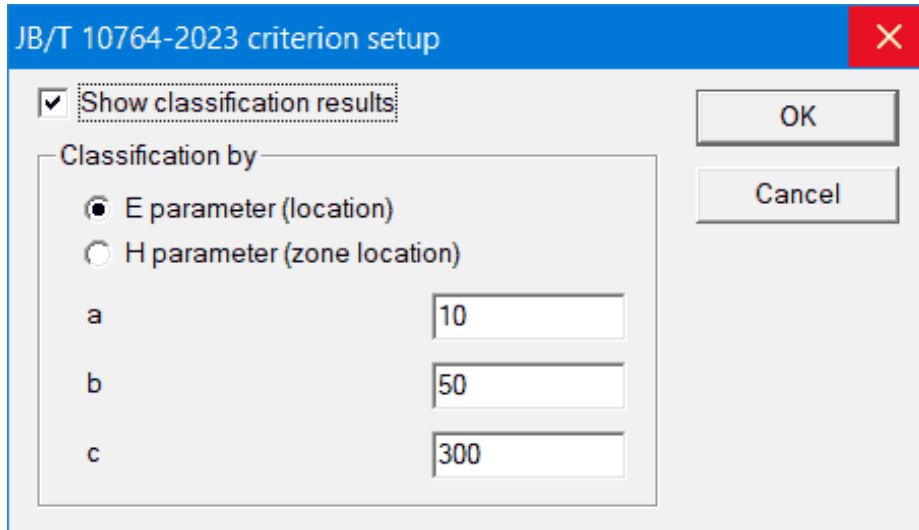 JB/T 10764-2023 criterion setup
Show classification results
OK
Classification by
Cancel
E parameter (location)
H parameter (zone location)
a 10
b 50
c 300